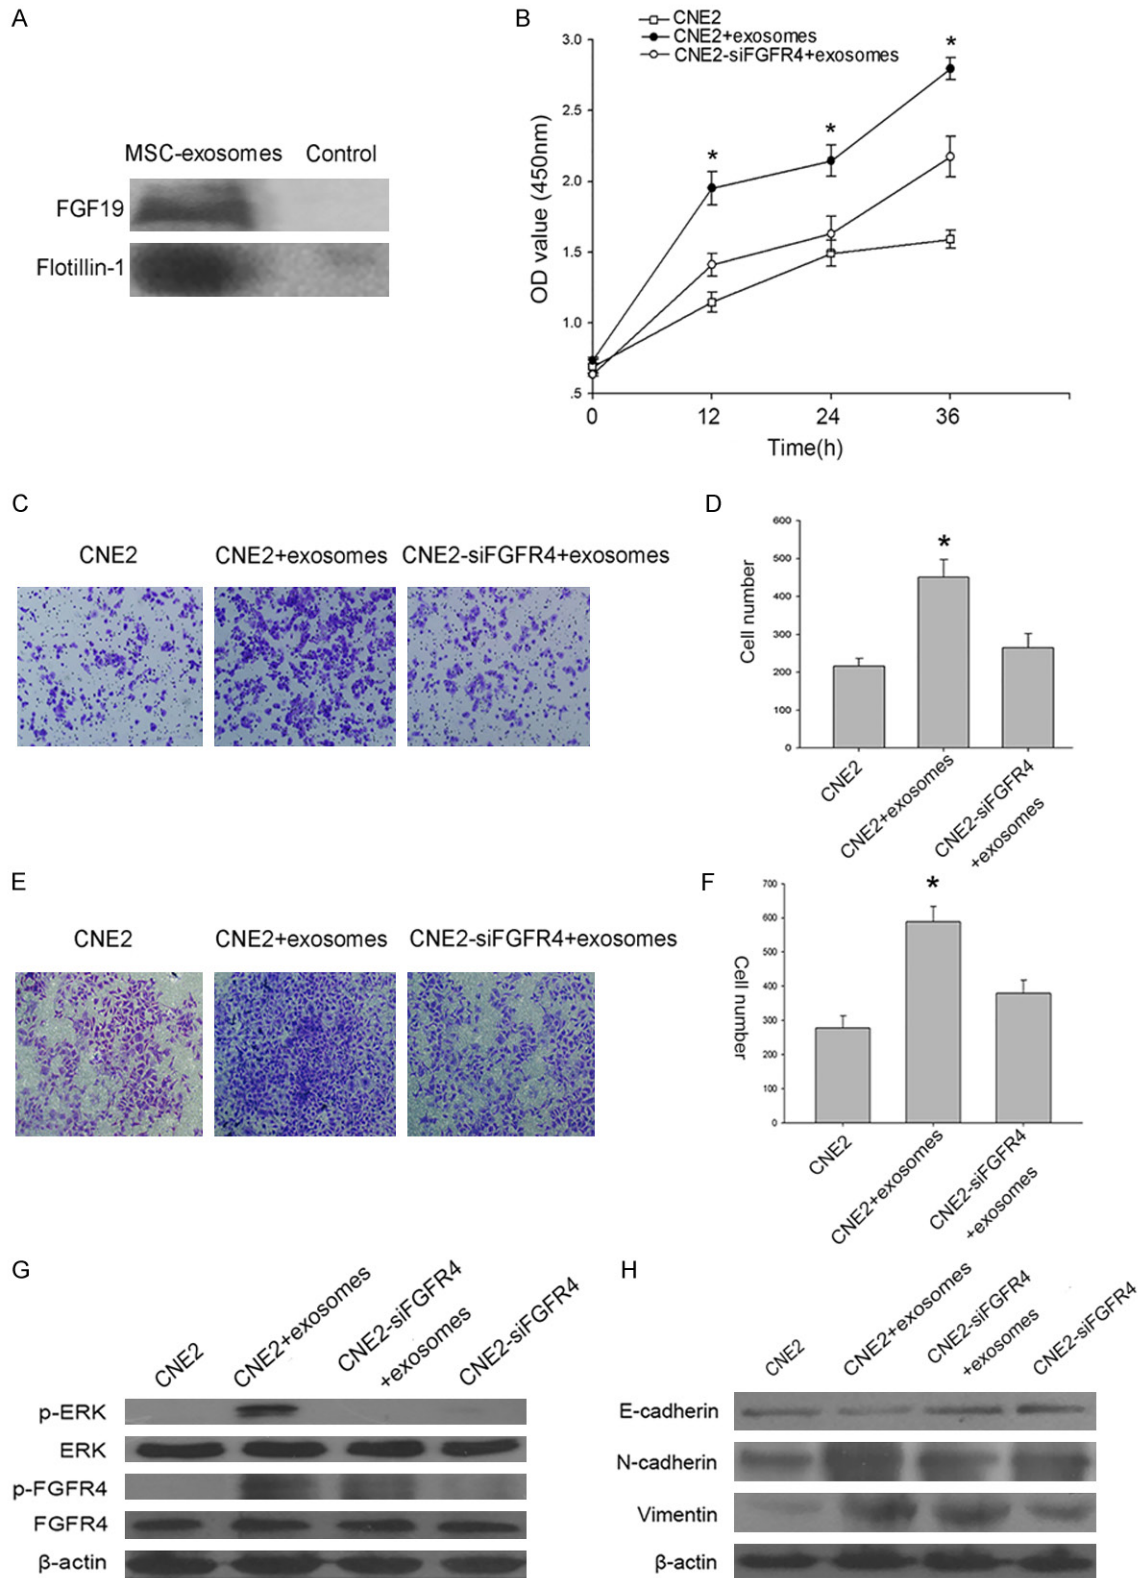 A
MSC-exosomes Control
FGF19
Flotillin-1
B
CNE2
CNE2+exosomes
CNE2-siFGFR4+exosomes
3.0
2.5
2.0
1.5
1.0
.5
OD value (450nm)
* * *
0 12 24 36
Time(h)
C
CNE2 CNE2+exosomes CNE2-siFGFR4+exosomes
D
600
500
400
300
200
100
0
Cell number
*
CNE2
CNE2+exosomes
CNE2-siFGFR4
+exosomes
E
CNE2 CNE2+exosomes CNE2-siFGFR4+exosomes
F
700
600
500
400
300
200
100
0
Cell number
*
CNE2
CNE2+exosomes
CNE2-siFGFR4
+exosomes
G
CNE2
CNE2+exosomes
CNE2-siFGFR4
+exosomes
CNE2-siFGFR4
p-ERK
ERK
p-FGFR4
FGFR4
β-actin
H
CNE2
CNE2+exosomes
CNE2-siFGFR4
+exosomes
CNE2-siFGFR4
E-cadherin
N-cadherin
Vimentin
β-actin